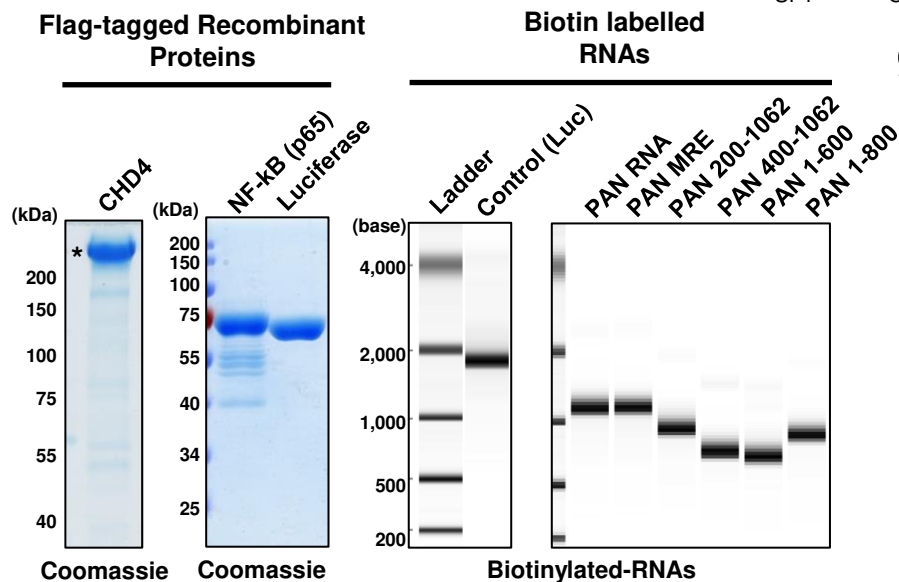 Flag-tagged Recombinant
Proteins
Biotin labelled
RNAs
CHD4
NF-kB (p65)
Luciferase
Ladder
Control (Luc)
PAN RNA
PAN MRE
PAN 200-1062
PAN 400-1062
PAN 1-600
PAN 1-800
(kDa)
*
200
150
100
75
55
40
(kDa)
200
150
100
75
55
40
34
25
(base)
4,000
2,000
1,000
500
200
Coomassie
Coomassie
Biotinylated-RNAs